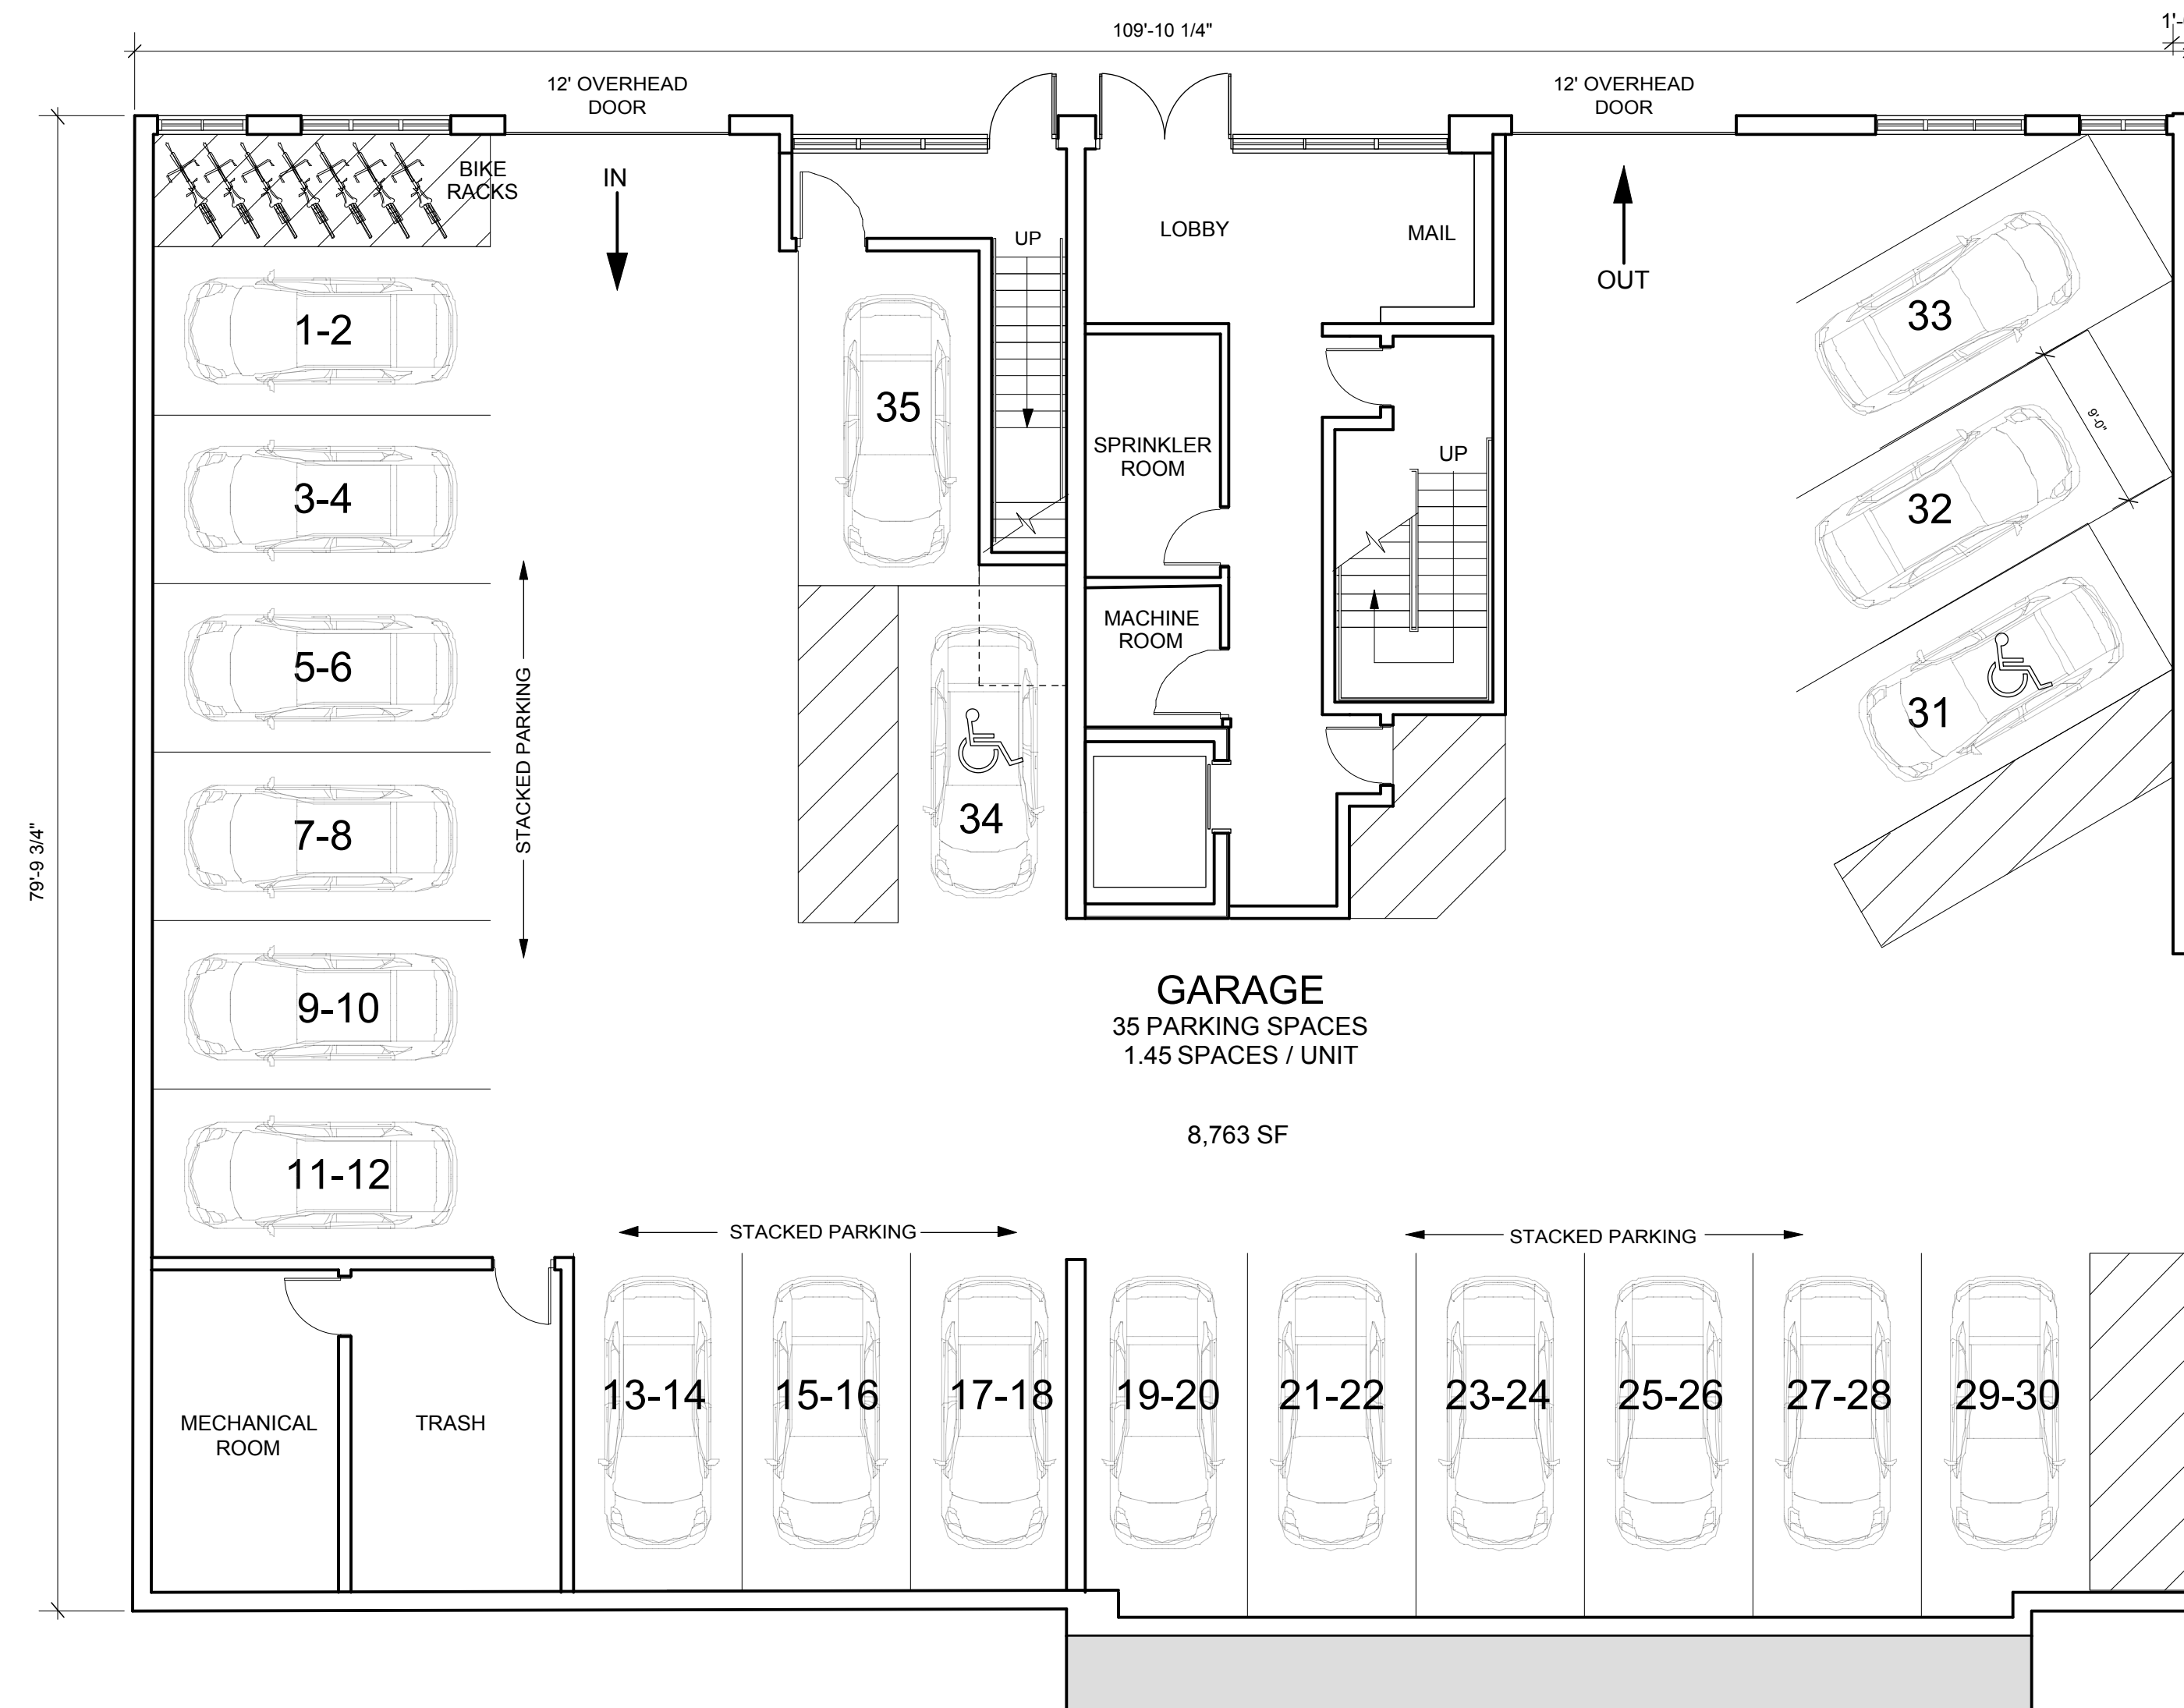 109'-10 1/4"
1'-
12' OVERHEAD
DOOR
12' OVERHEAD
DOOR
BIKE
RACKS
IN
UP
LOBBY
MAIL
OUT
33
1-2
35
9'-0"
SPRINKLER
ROOM
UP
3-4
32
MACHINE
ROOM
5-6
STACKED PARKING
31
34
7-8
79'-9 3/4"
GARAGE
35 PARKING SPACES
1.45 SPACES / UNIT
9-10
8,763 SF
11-12
STACKED PARKING
STACKED PARKING
13-14
15-16
17-18
19-20
21-22
23-24
25-26
27-28
29-30
MECHANICAL
ROOM
TRASH